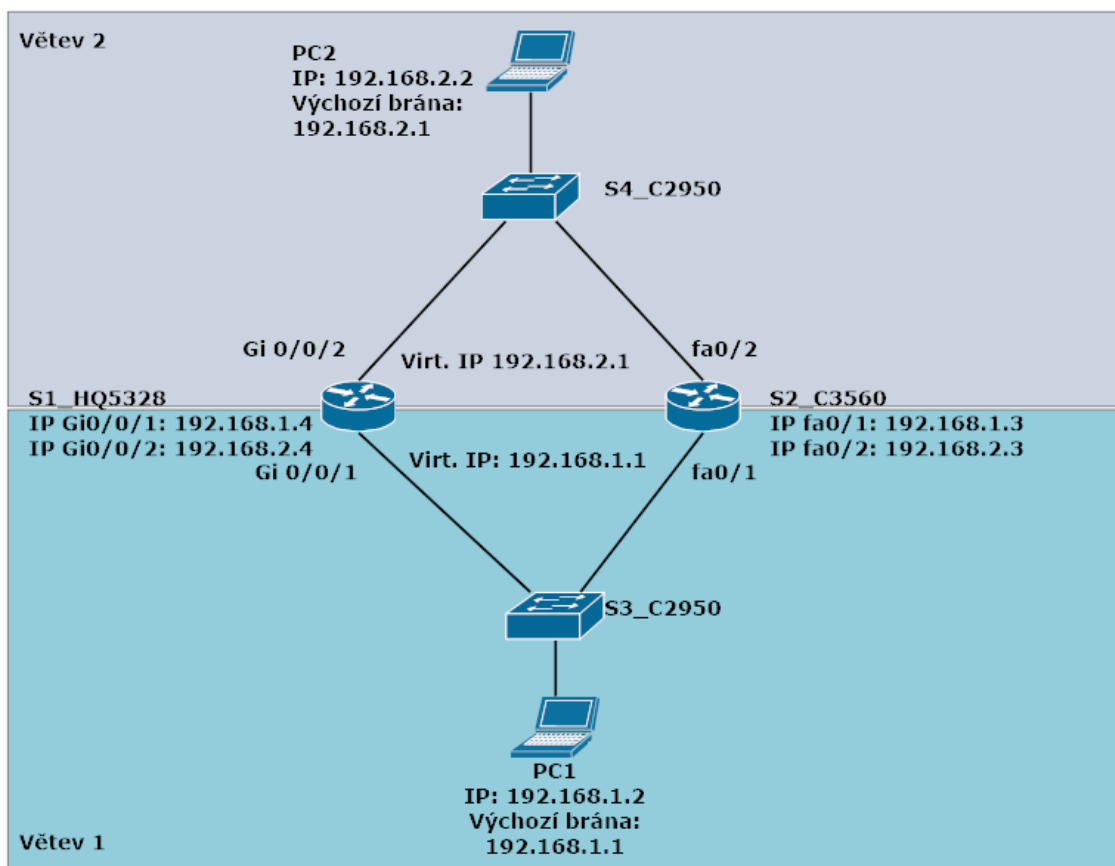 Větev 2
PC2
IP: 192.168.2.2
Výchozí brána:
192.168.2.1
S4_C2950
Gi 0/0/2
Virt. IP 192.168.2.1
fa0/2
S1_HQ5328
IP Gi0/0/1: 192.168.1.4
IP Gi0/0/2: 192.168.2.4
S2_C3560
IP fa0/1: 192.168.1.3
IP fa0/2: 192.168.2.3
Gi 0/0/1
Virt. IP: 192.168.1.1
fa0/1
S3_C2950
PC1
IP: 192.168.1.2
Výchozí brána:
192.168.1.1
Větev 1